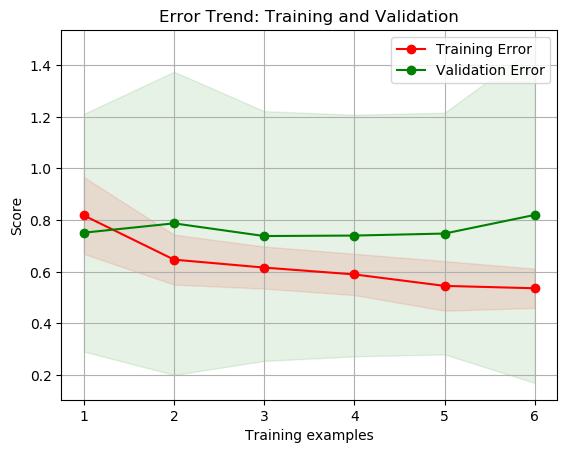 Error Trend: Training and Validation
Training Error
Validation Error
Score
1.4
1.2
1.0
0.8
0.6
0.4
0.2
1 2 3 4 5 6
Training examples